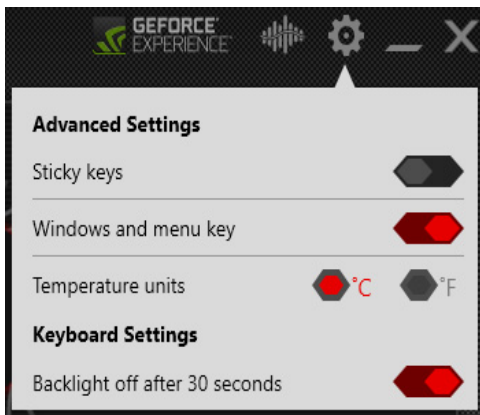 GEFORCE
EXPERIENCE
Advanced Settings
Sticky keys
Windows and menu key
Temperature units °C °F
Keyboard Settings
Backlight off after 30 seconds